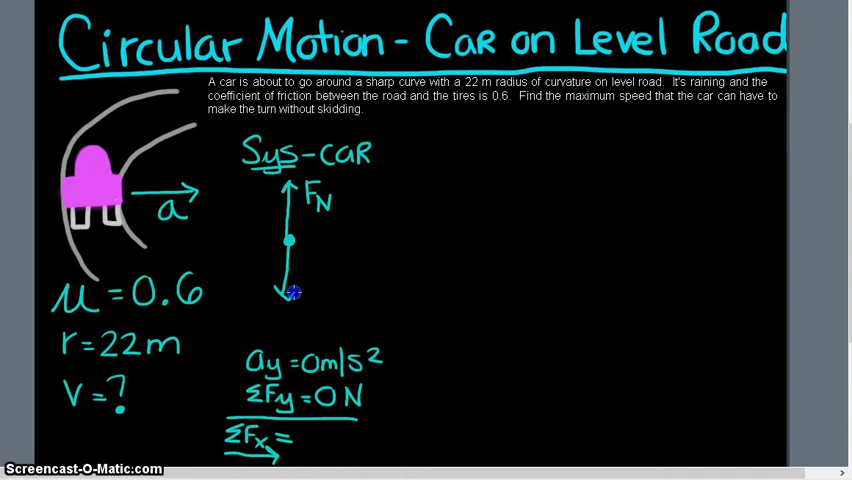 Circular Motion - Car on Level Road
A car is about to go around a sharp curve with a 22 m radius of curvature on level road. It's raining and the
coefficient of friction between the road and the tires is 0.6. Find the maximum speed that the car can have to
make the turn without skidding.
Sys-car
FN
a
μ = 0.6
r = 22m
v = ?
ay = 0m/s²
ΣFy = 0 N
ΣFx =
Screencast-O-Matic.com